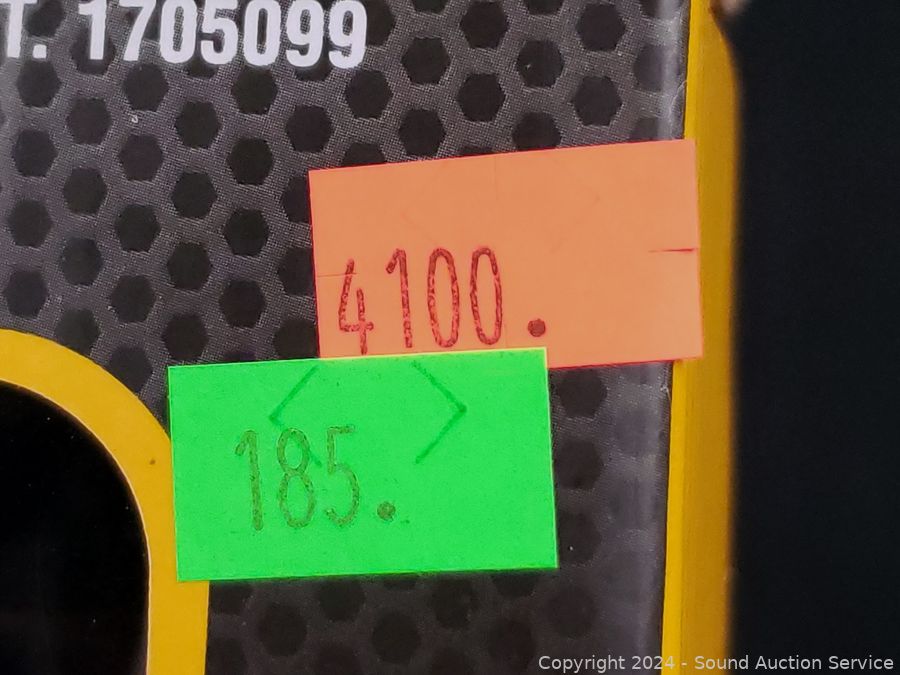 T. 1705099
4100.
185.
Copyright 2024 - Sound Auction Service